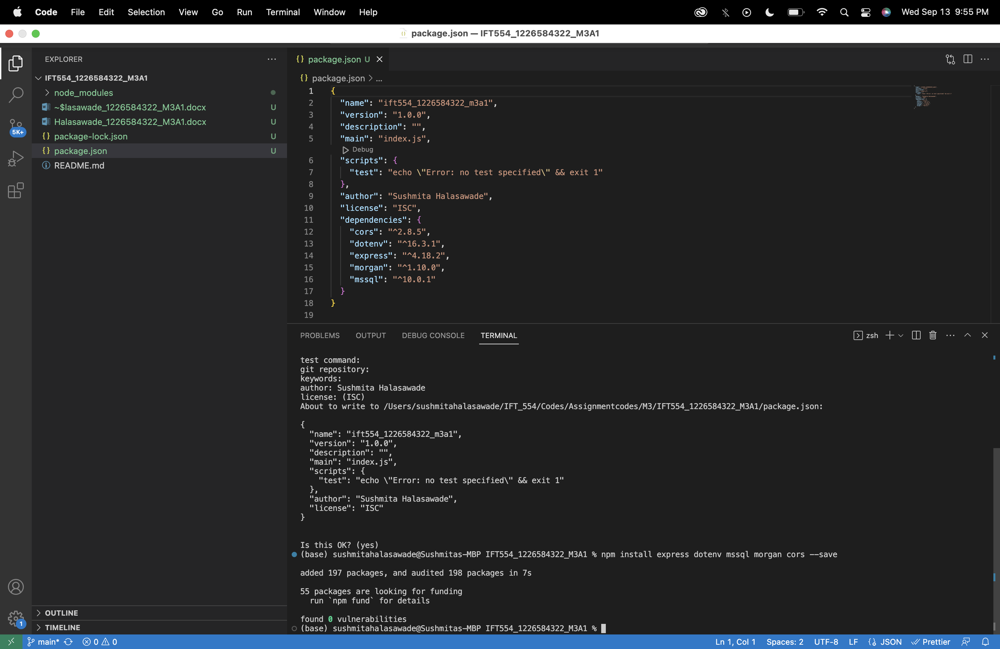 Code File Edit Selection View Go Run Terminal Window Help Wed Sep 13 9:55 PM
package.json — IFT554_1226584322_M3A1
EXPLORER
IFT554_1226584322_M3A1
node_modules
~$lasawade_1226584322_M3A1.docx U
Halasawade_1226584322_M3A1.docx U
package-lock.json U
package.json U
README.md
5K+
OUTLINE
TIMELINE
1
{} package.json U
{} package.json > ...
1 {
2 "name": "ift554_1226584322_m3a1",
3 "version": "1.0.0",
4 "description": "",
5 "main": "index.js",
Debug
6 "scripts": {
7 "test": "echo \"Error: no test specified\" && exit 1"
8 },
9 "author": "Sushmita Halasawade",
10 "license": "ISC",
11 "dependencies": {
12 "cors": "^2.8.5",
13 "dotenv": "^16.3.1",
14 "express": "^4.18.2",
15 "morgan": "^1.10.0",
16 "mssql": "^10.0.1"
17 }
18 }
19
PROBLEMS OUTPUT DEBUG CONSOLE TERMINAL zsh
test command:
git repository:
keywords:
author: Sushmita Halasawade
license: (ISC)
About to write to /Users/sushmitahalasawade/IFT_554/Codes/Assignmentcodes/M3/IFT554_1226584322_M3A1/package.json:
{
"name": "ift554_1226584322_m3a1",
"version": "1.0.0",
"description": "",
"main": "index.js",
"scripts": {
"test": "echo \"Error: no test specified\" && exit 1"
},
"author": "Sushmita Halasawade",
"license": "ISC"
}
Is this OK? (yes)
(base) sushmitahalasawade@Sushmitas-MBP IFT554_1226584322_M3A1 % npm install express dotenv mssql morgan cors --save
added 197 packages, and audited 198 packages in 7s
55 packages are looking for funding
run `npm fund` for details
found 0 vulnerabilities
(base) sushmitahalasawade@Sushmitas-MBP IFT554_1226584322_M3A1 %
main* 0 0 Ln 1, Col 1 Spaces: 2 UTF-8 LF JSON Prettier